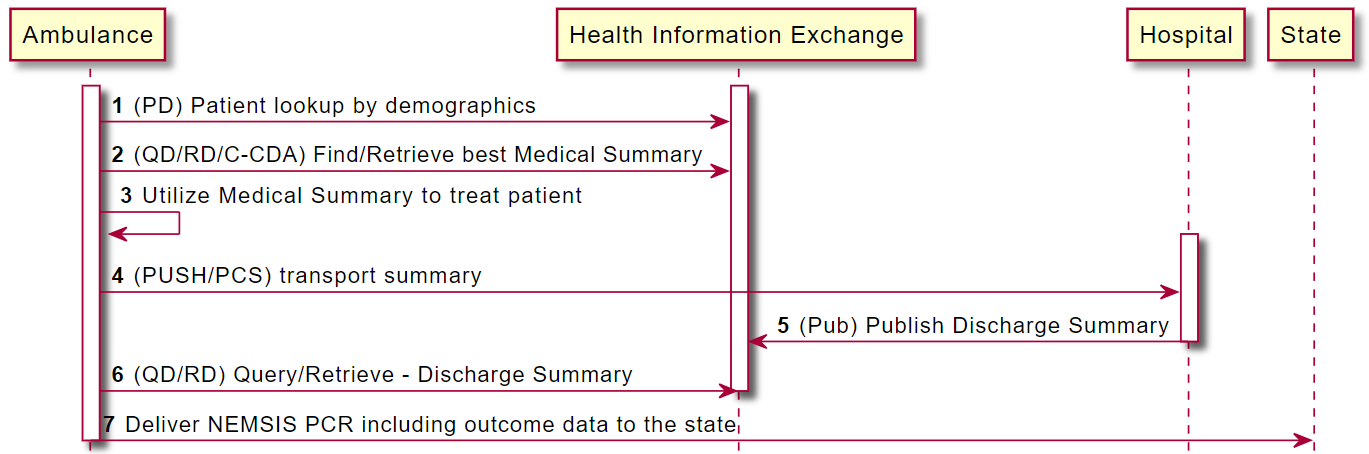 Ambulance
Health Information Exchange
Hospital
State
1 (PD) Patient lookup by demographics
2 (QD/RD/C-CDA) Find/Retrieve best Medical Summary
3 Utilize Medical Summary to treat patient
4 (PUSH/PCS) transport summary
5 (Pub) Publish Discharge Summary
6 (QD/RD) Query/Retrieve - Discharge Summary
7 Deliver NEMSIS PCR including outcome data to the state